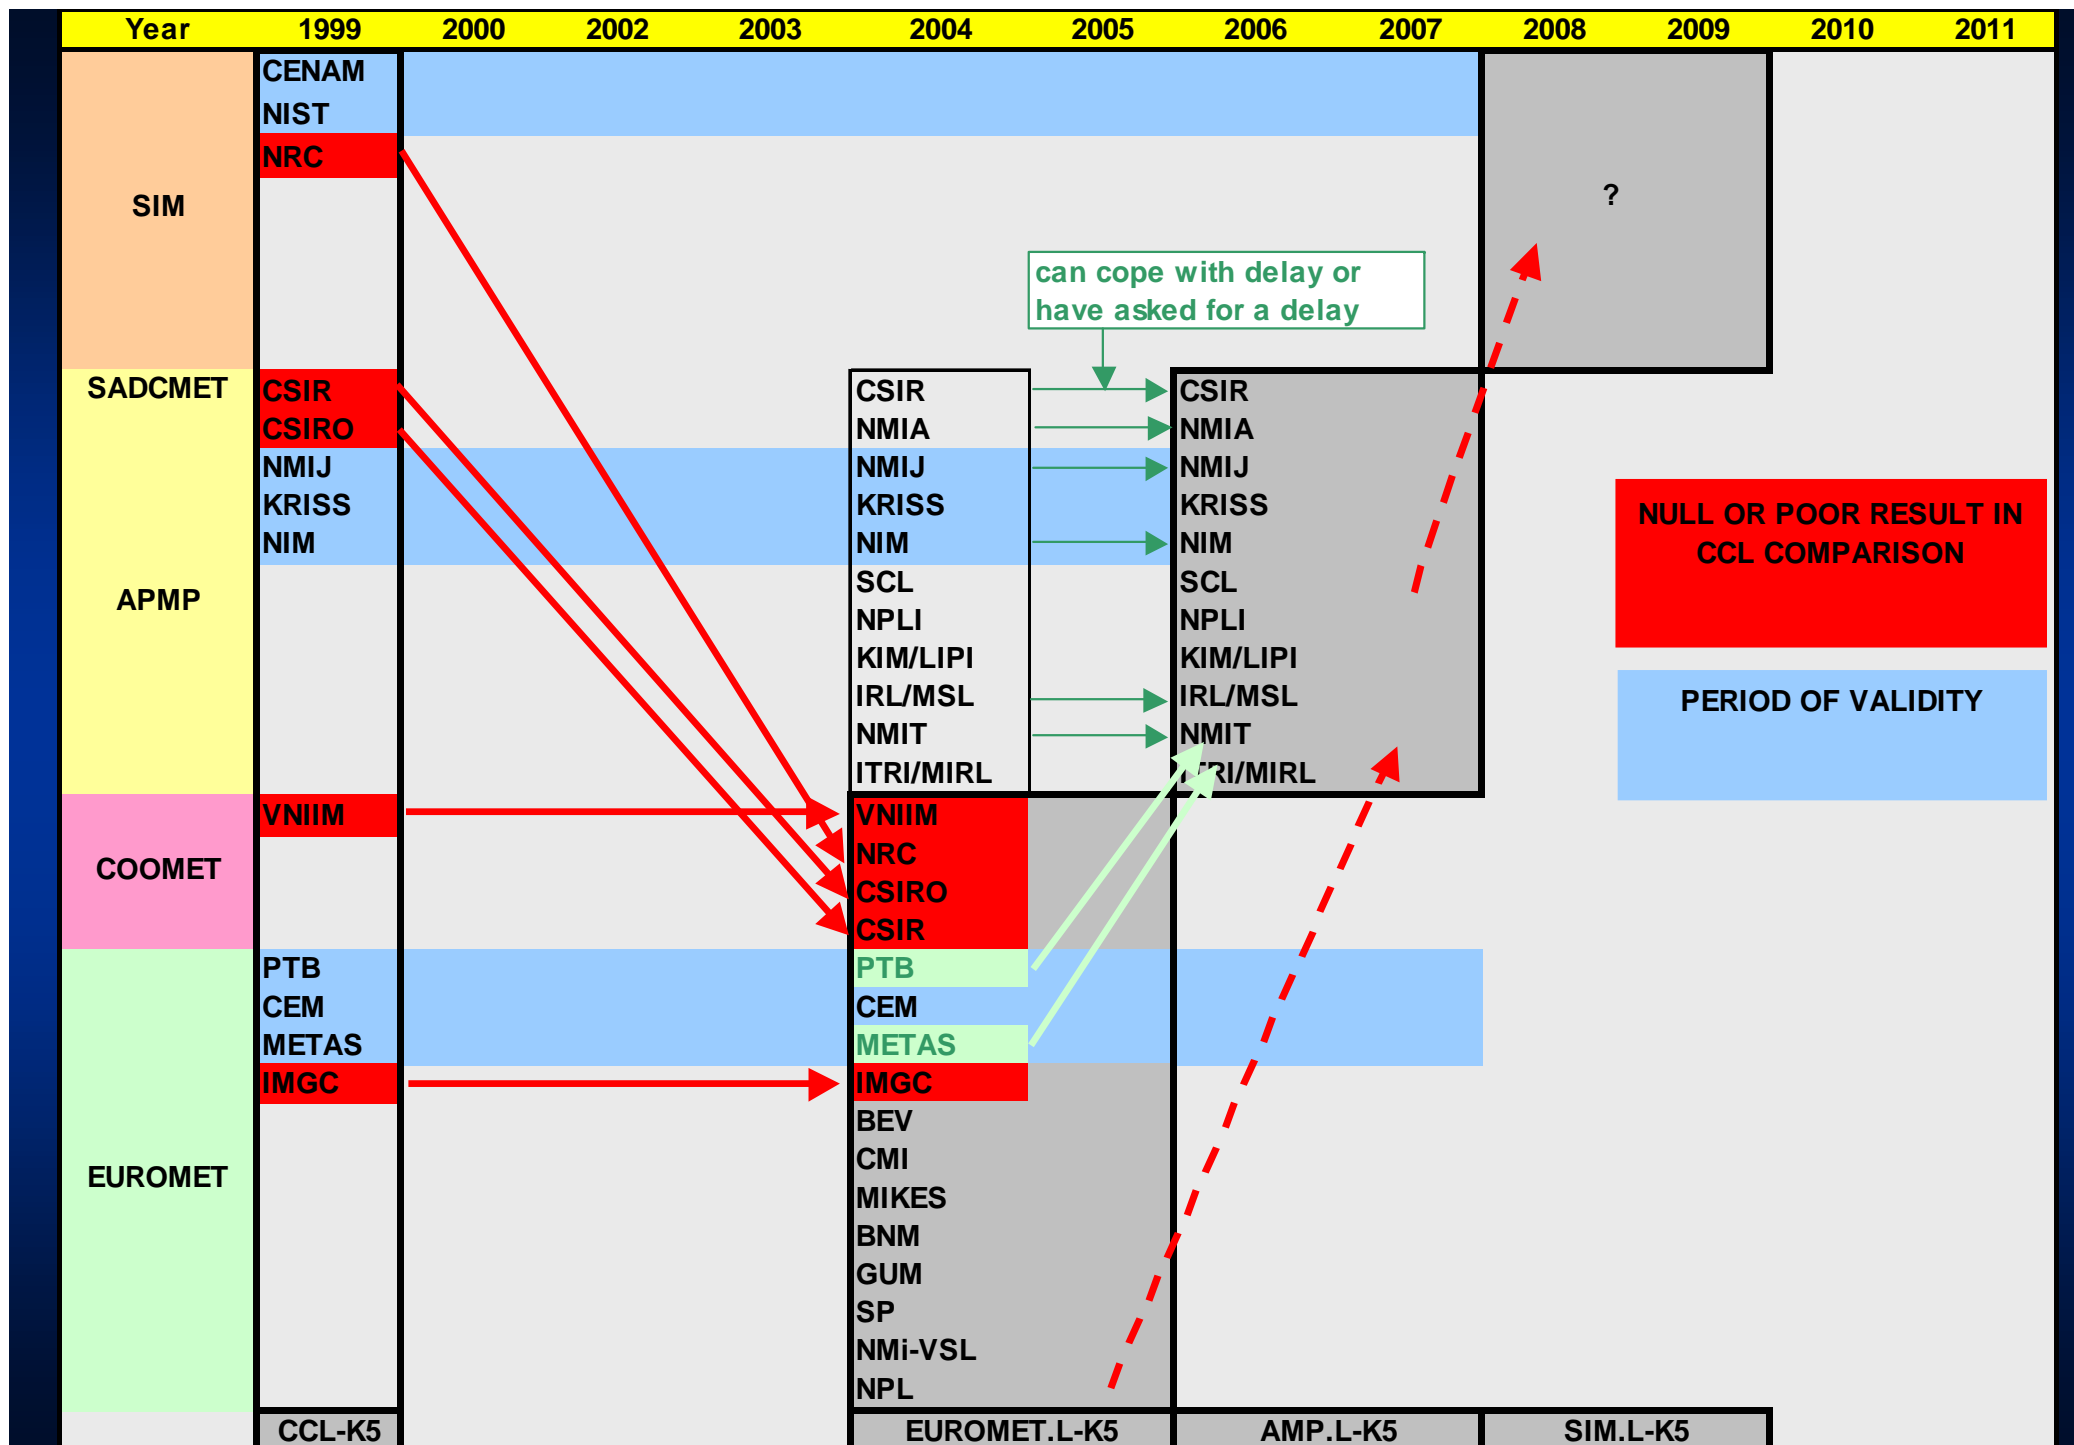 Year 1999 2000 2002 2003 2004 2005 2006 2007 2008 2009 2010 2011
CENAM
NIST
NRC
SIM
?
can cope with delay or
have asked for a delay
SADCMET CSIR CSIR CSIR
CSIRO NMIA NMIA
NMIJ NMIJ NMIJ
KRISS KRISS KRISS
NIM NIM NIM
SCL SCL
APMP
NPLI NPLI
KIM/LIPI KIM/LIPI
IRL/MSL IRL/MSL
NMIT NMIT
ITRI/MIRL ITRI/MIRL
NULL OR POOR RESULT IN
CCL COMPARISON
PERIOD OF VALIDITY
VNIIM VNIIM
NRC
COOMET
CSIRO
CSIR
PTB PTB
CEM CEM
METAS METAS
IMGC IMGC
BEV
CMI
EUROMET
MIKES
BNM
GUM
SP
NMi-VSL
NPL
CCL-K5 EUROMET.L-K5 AMP.L-K5 SIM.L-K5